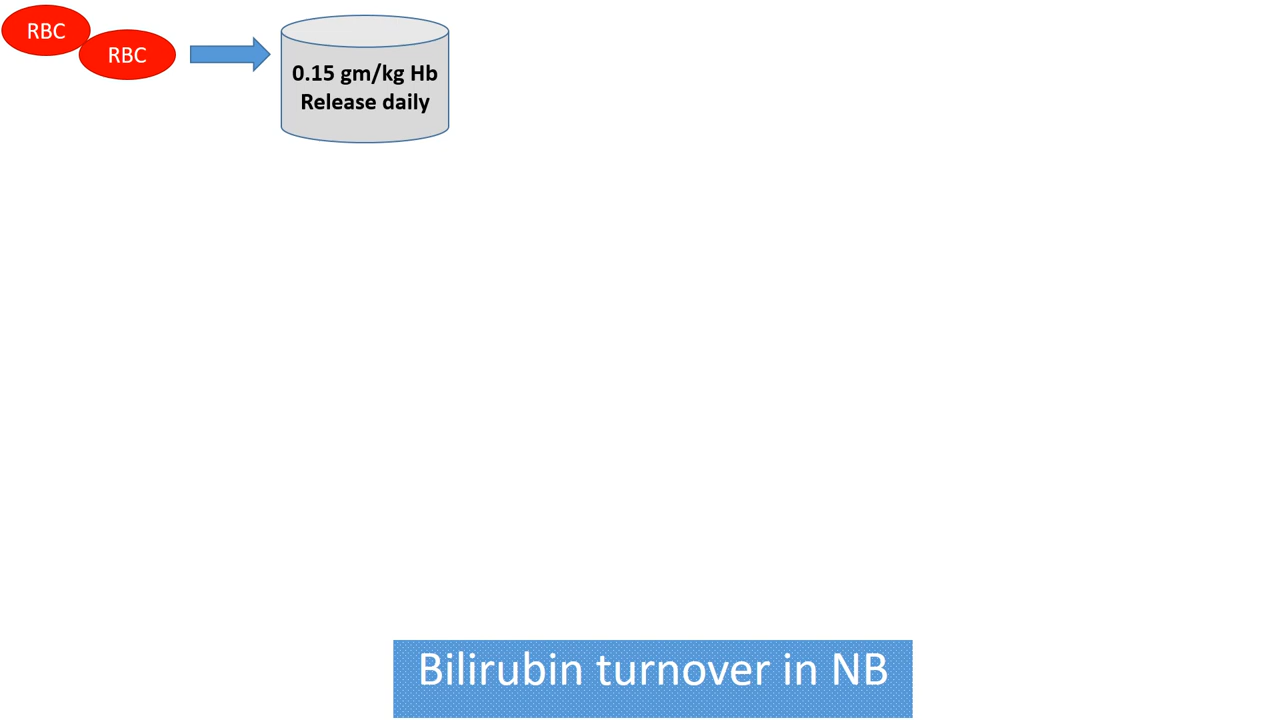 RBC
RBC
0.15 gm/kg Hb
Release daily
Bilirubin turnover in NB